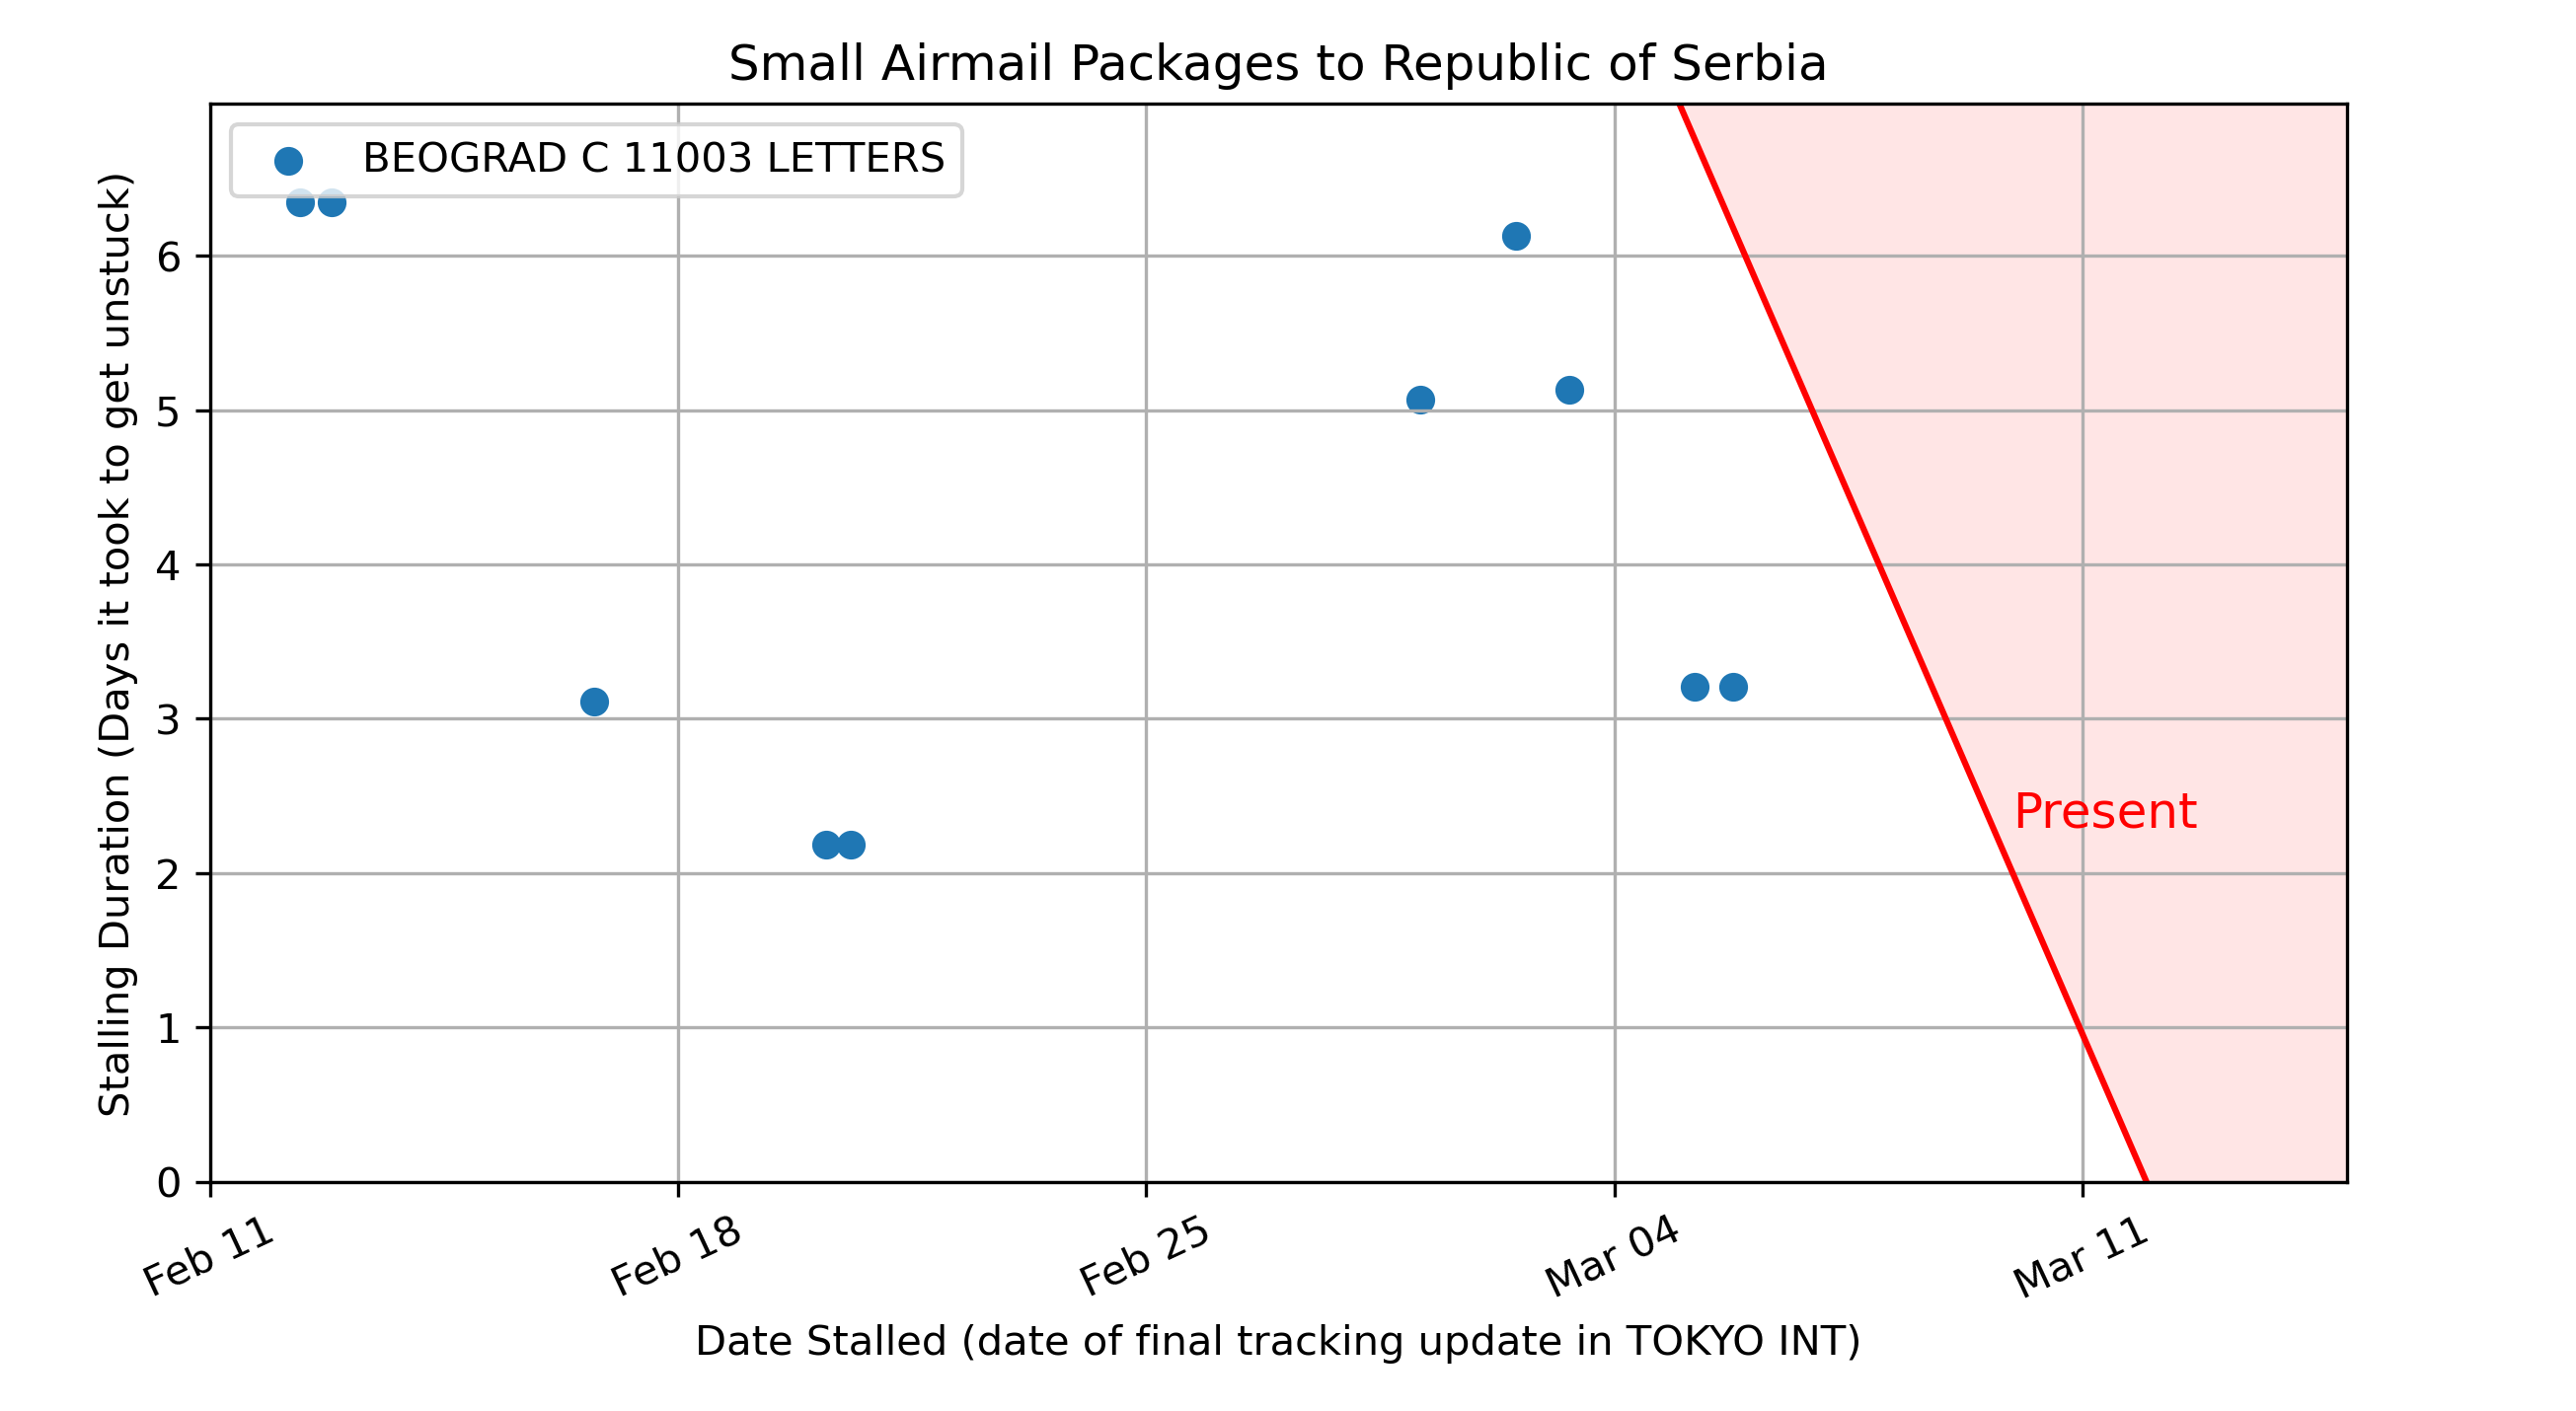 Small Airmail Packages to Republic of Serbia
BEOGRAD C 11003 LETTERS
Stalling Duration (Days it took to get unstuck)
6
5
4
3
2
1
0
Present
Feb 11
Feb 18
Feb 25
Mar 04
Mar 11
Date Stalled (date of final tracking update in TOKYO INT)